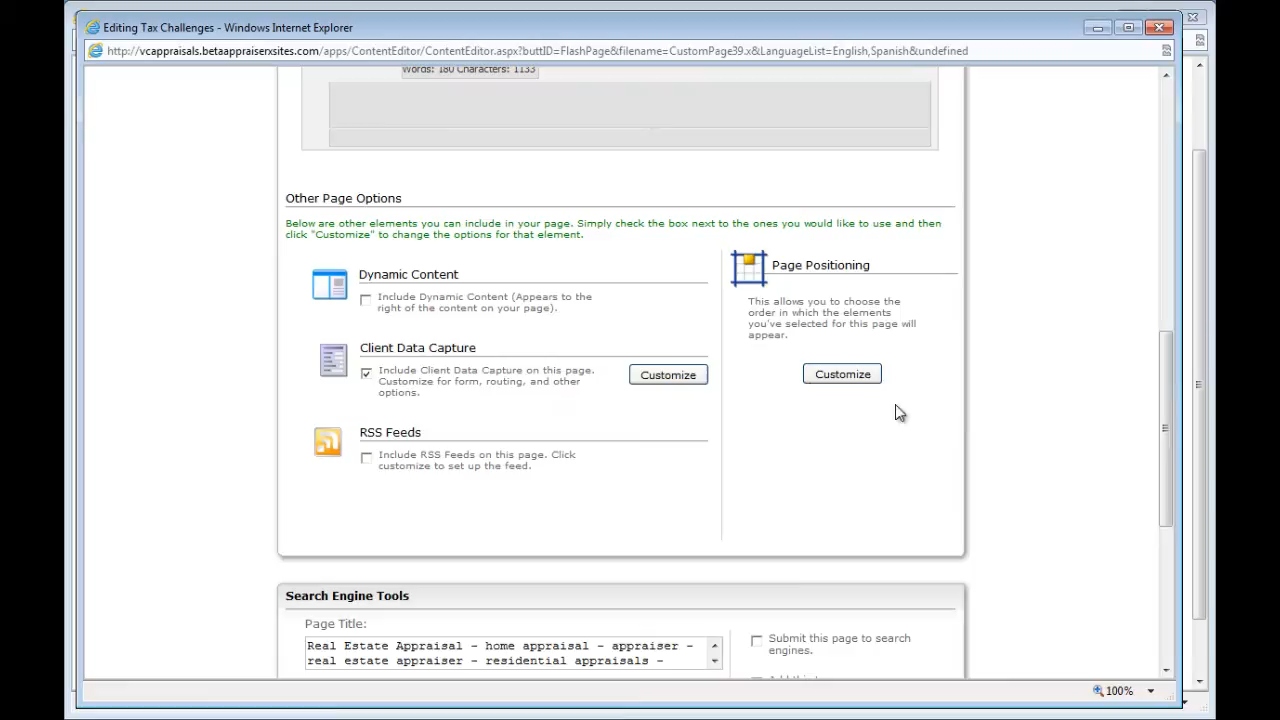 Editing Tax Challenges - Windows Internet Explorer
http://vcappraisals.betaappraiserxsites.com/apps/ContentEditor/ContentEditor.aspx?buttID=FlashPage&filename=CustomPage39.x&LanguageList=English,Spanish&undefined
Words: 180 Characters: 1133
Other Page Options
Below are other elements you can include in your page. Simply check the box next to the ones you would like to use and then
click "Customize" to change the options for that element.
Dynamic Content
Include Dynamic Content (Appears to the
right of the content on your page).
Client Data Capture
Include Client Data Capture on this page.
Customize for form, routing, and other
options.
Customize
RSS Feeds
Include RSS Feeds on this page. Click
customize to set up the feed.
Page Positioning
This allows you to choose the
order in which the elements
you've selected for this page will
appear.
Customize
Search Engine Tools
Page Title:
Real Estate Appraisal - home appraisal - appraiser -
real estate appraiser - residential appraisals -
Submit this page to search
engines.
100%